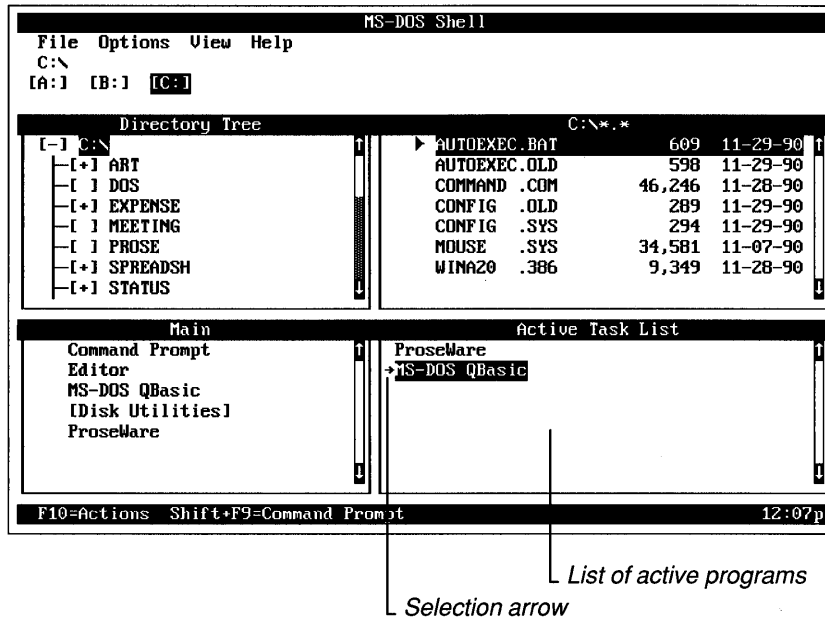 MS-DOS Shell
File Options View Help
C:\
[A:] [B:] [C:]
Directory Tree
[-] C:\
[+] ART
[ ] DOS
[+] EXPENSE
[ ] MEETING
[ ] PROSE
[+] SPREADSH
[+] STATUS
C:\*.*
AUTOEXEC.BAT 609 11-29-90
AUTOEXEC.OLD 598 11-29-90
COMMAND .COM 46,246 11-28-90
CONFIG .OLD 289 11-29-90
CONFIG .SYS 294 11-29-90
MOUSE .SYS 34,581 11-07-90
WINA20 .386 9,349 11-28-90
Main
Command Prompt
Editor
MS-DOS QBasic
[Disk Utilities]
ProseWare
Active Task List
ProseWare
MS-DOS QBasic
F10=Actions Shift+F9=Command Prompt 12:07p
List of active programs
Selection arrow